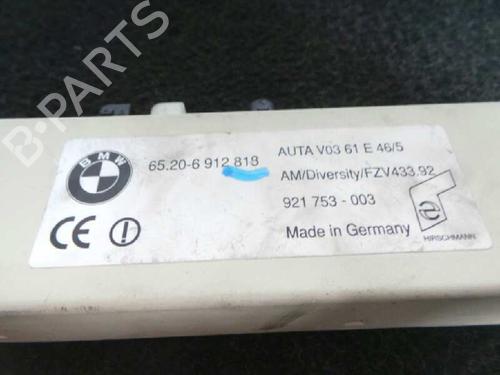 B-PARTS
BMW
65.20-6 912 818
AUTA V03 61 E 46/5
AM/Diversity/FZV433.92
921 753 - 003
Made in Germany
HIRSCHMANN
CE